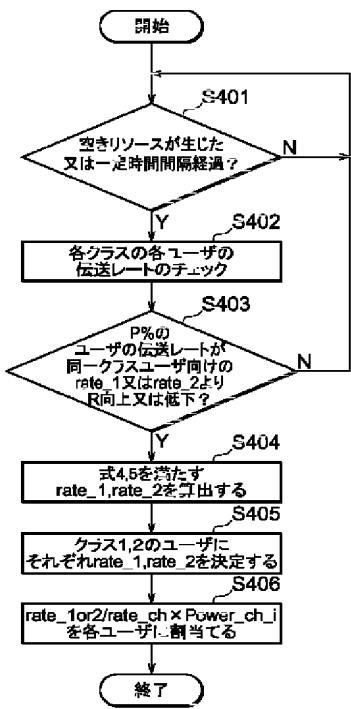 開始
S401
空きリソースが生じた
又は一定時間間隔経過？
N
Y
S402
各クラスの各ユーザの
伝送レートのチェック
S403
P%の
ユーザの伝送レートが
同一クラスユーザ向けの
rate_1又はrate_2より
R向上又は低下？
N
Y
S404
式4,5を満たす
rate_1,rate_2を算出する
S405
クラス1,2のユーザに
それぞれrate_1,rate_2を決定する
S406
rate_1or2/rate_ch×Power_ch_i
を各ユーザに割当てる
終了